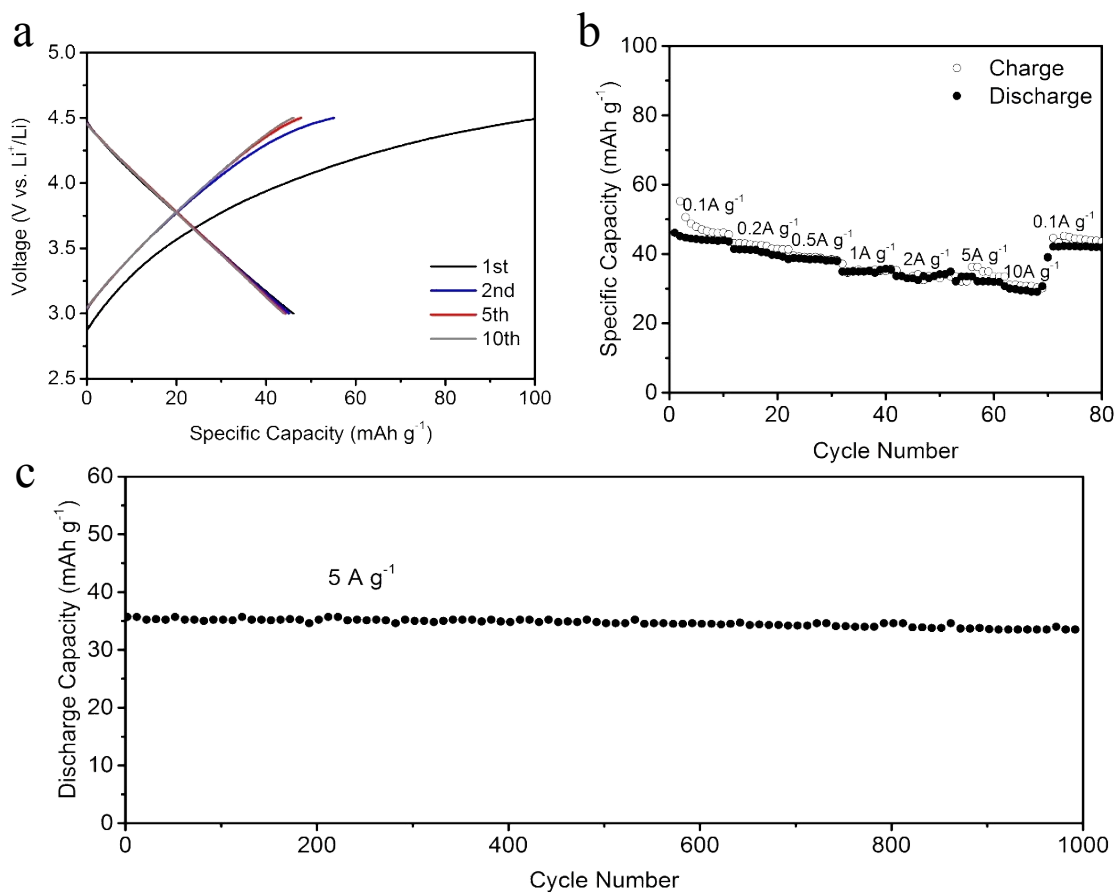 a
5.0
4.5
4.0
3.5
3.0
2.5
Voltage (V vs. Li⁺/Li)
1st
2nd
5th
10th
0 20 40 60 80 100
Specific Capacity (mAh g⁻¹)
b
100
80
60
40
20
0
Specific Capacity (mAh g⁻¹)
Charge
Discharge
0.1A g⁻¹
0.2A g⁻¹
0.5A g⁻¹
1A g⁻¹
2A g⁻¹
5A g⁻¹
10A g⁻¹
0.1A g⁻¹
0 20 40 60 80
Cycle Number
c
60
50
40
30
20
10
0
Discharge Capacity (mAh g⁻¹)
5 A g⁻¹
0 200 400 600 800 1000
Cycle Number